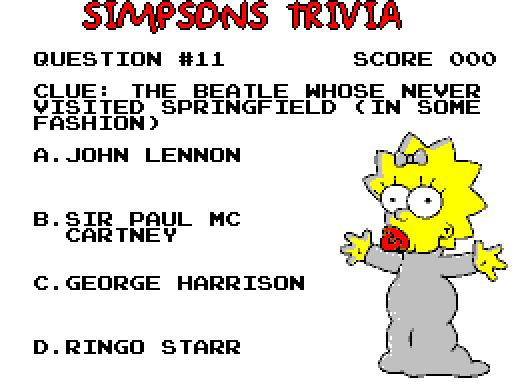 SIMPSONS TRIVIA
QUESTION #11 SCORE 000
CLUE: THE BEATLE WHOSE NEVER
VISITED SPRINGFIELD (IN SOME
FASHION)
A.JOHN LENNON
B.SIR PAUL MC
CARTNEY
C.GEORGE HARRISON
D.RINGO STARR